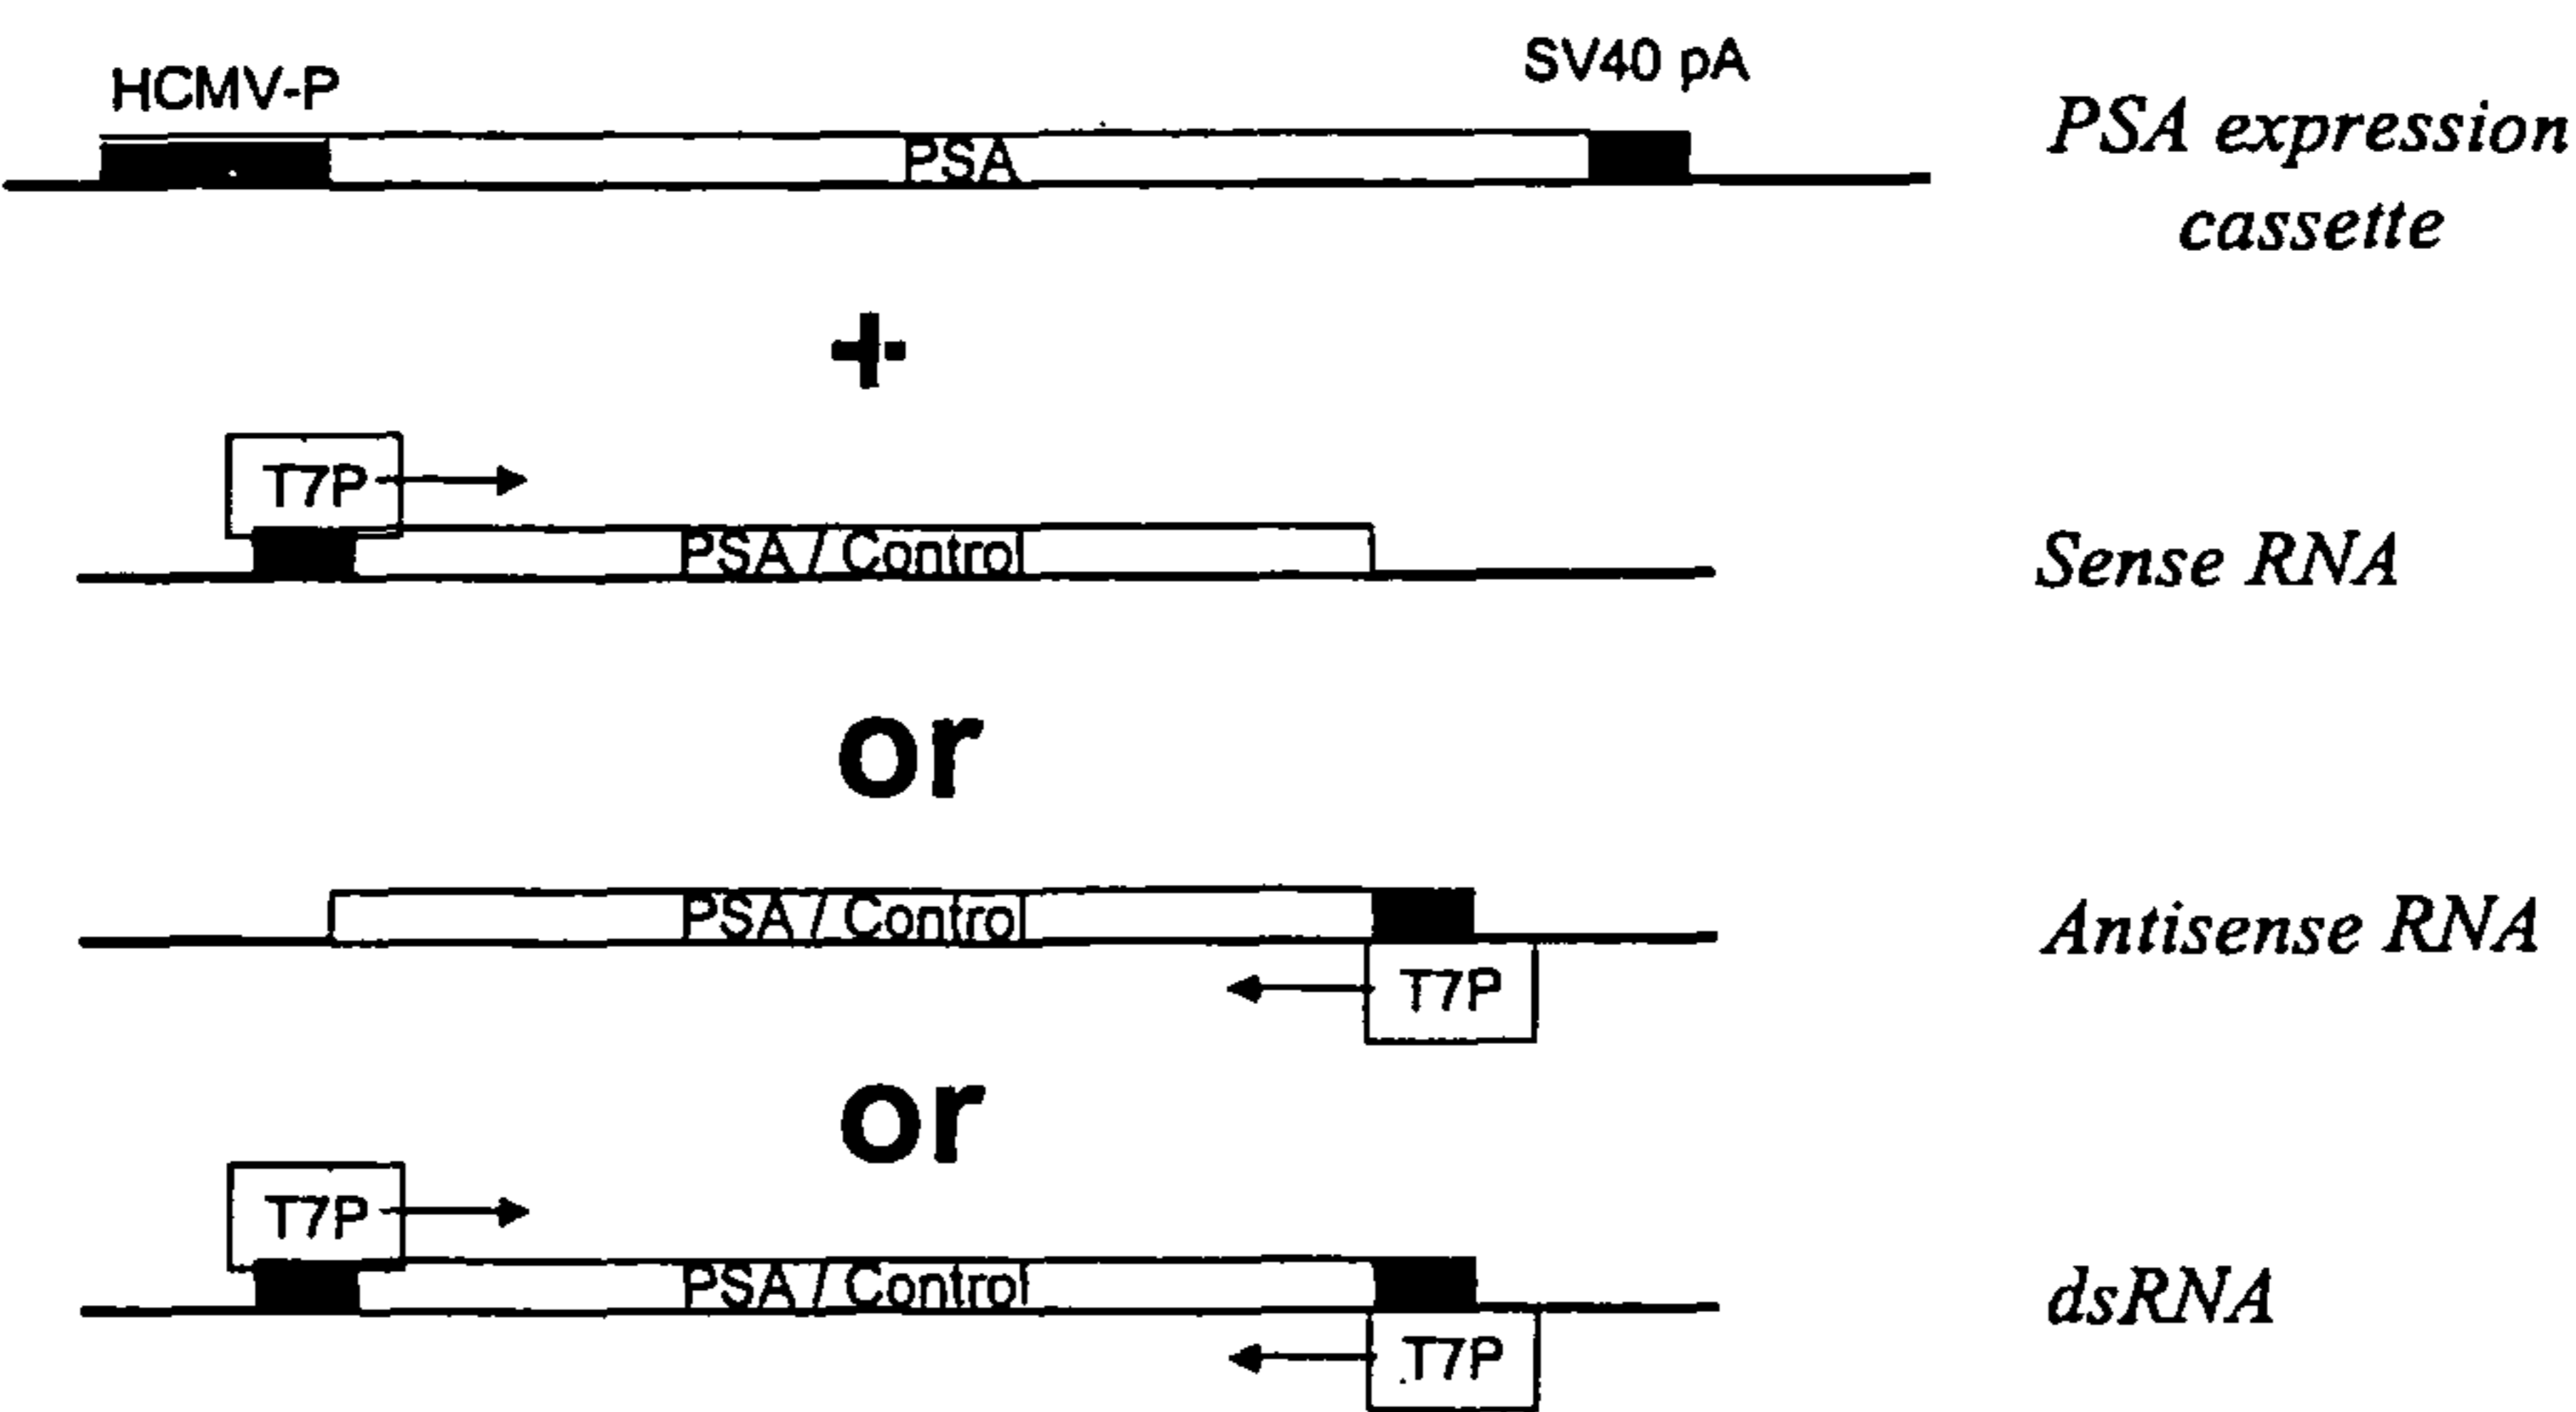 HCMV-P
SV40 pA
PSA
PSA expression
cassette
+
T7P
PSA / Control
Sense RNA
or
PSA / Control
T7P
Antisense RNA
or
T7P
PSA / Control
T7P
dsRNA